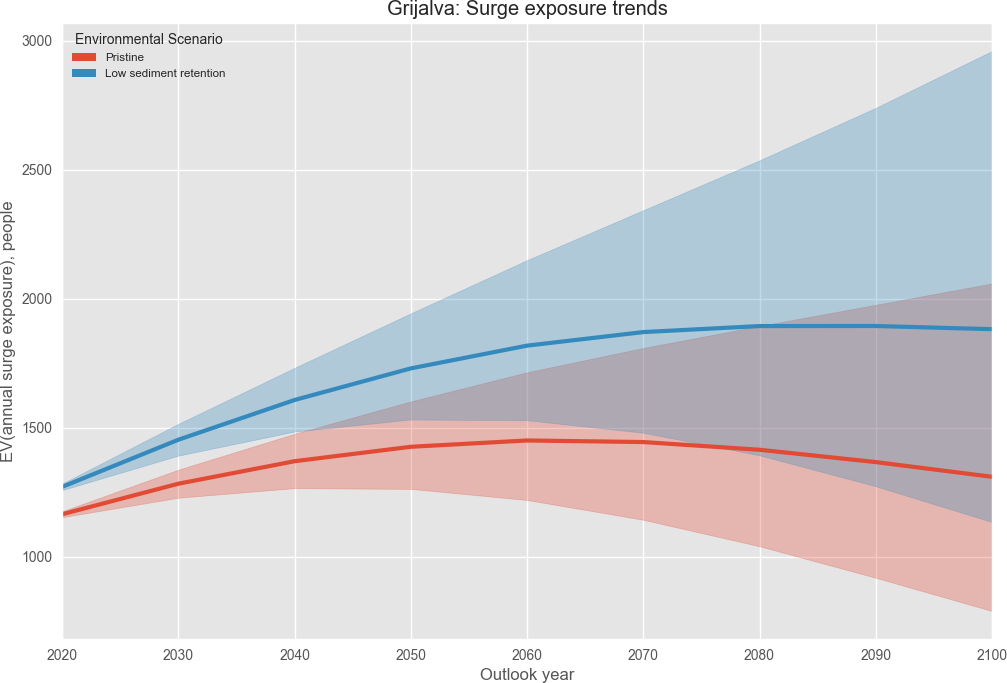 Grijalva: Surge exposure trends
Environmental Scenario
Pristine
Low sediment retention
3000
2500
2000
1500
1000
EV(annual surge exposure), people
2020 2030 2040 2050 2060 2070 2080 2090 2100
Outlook year